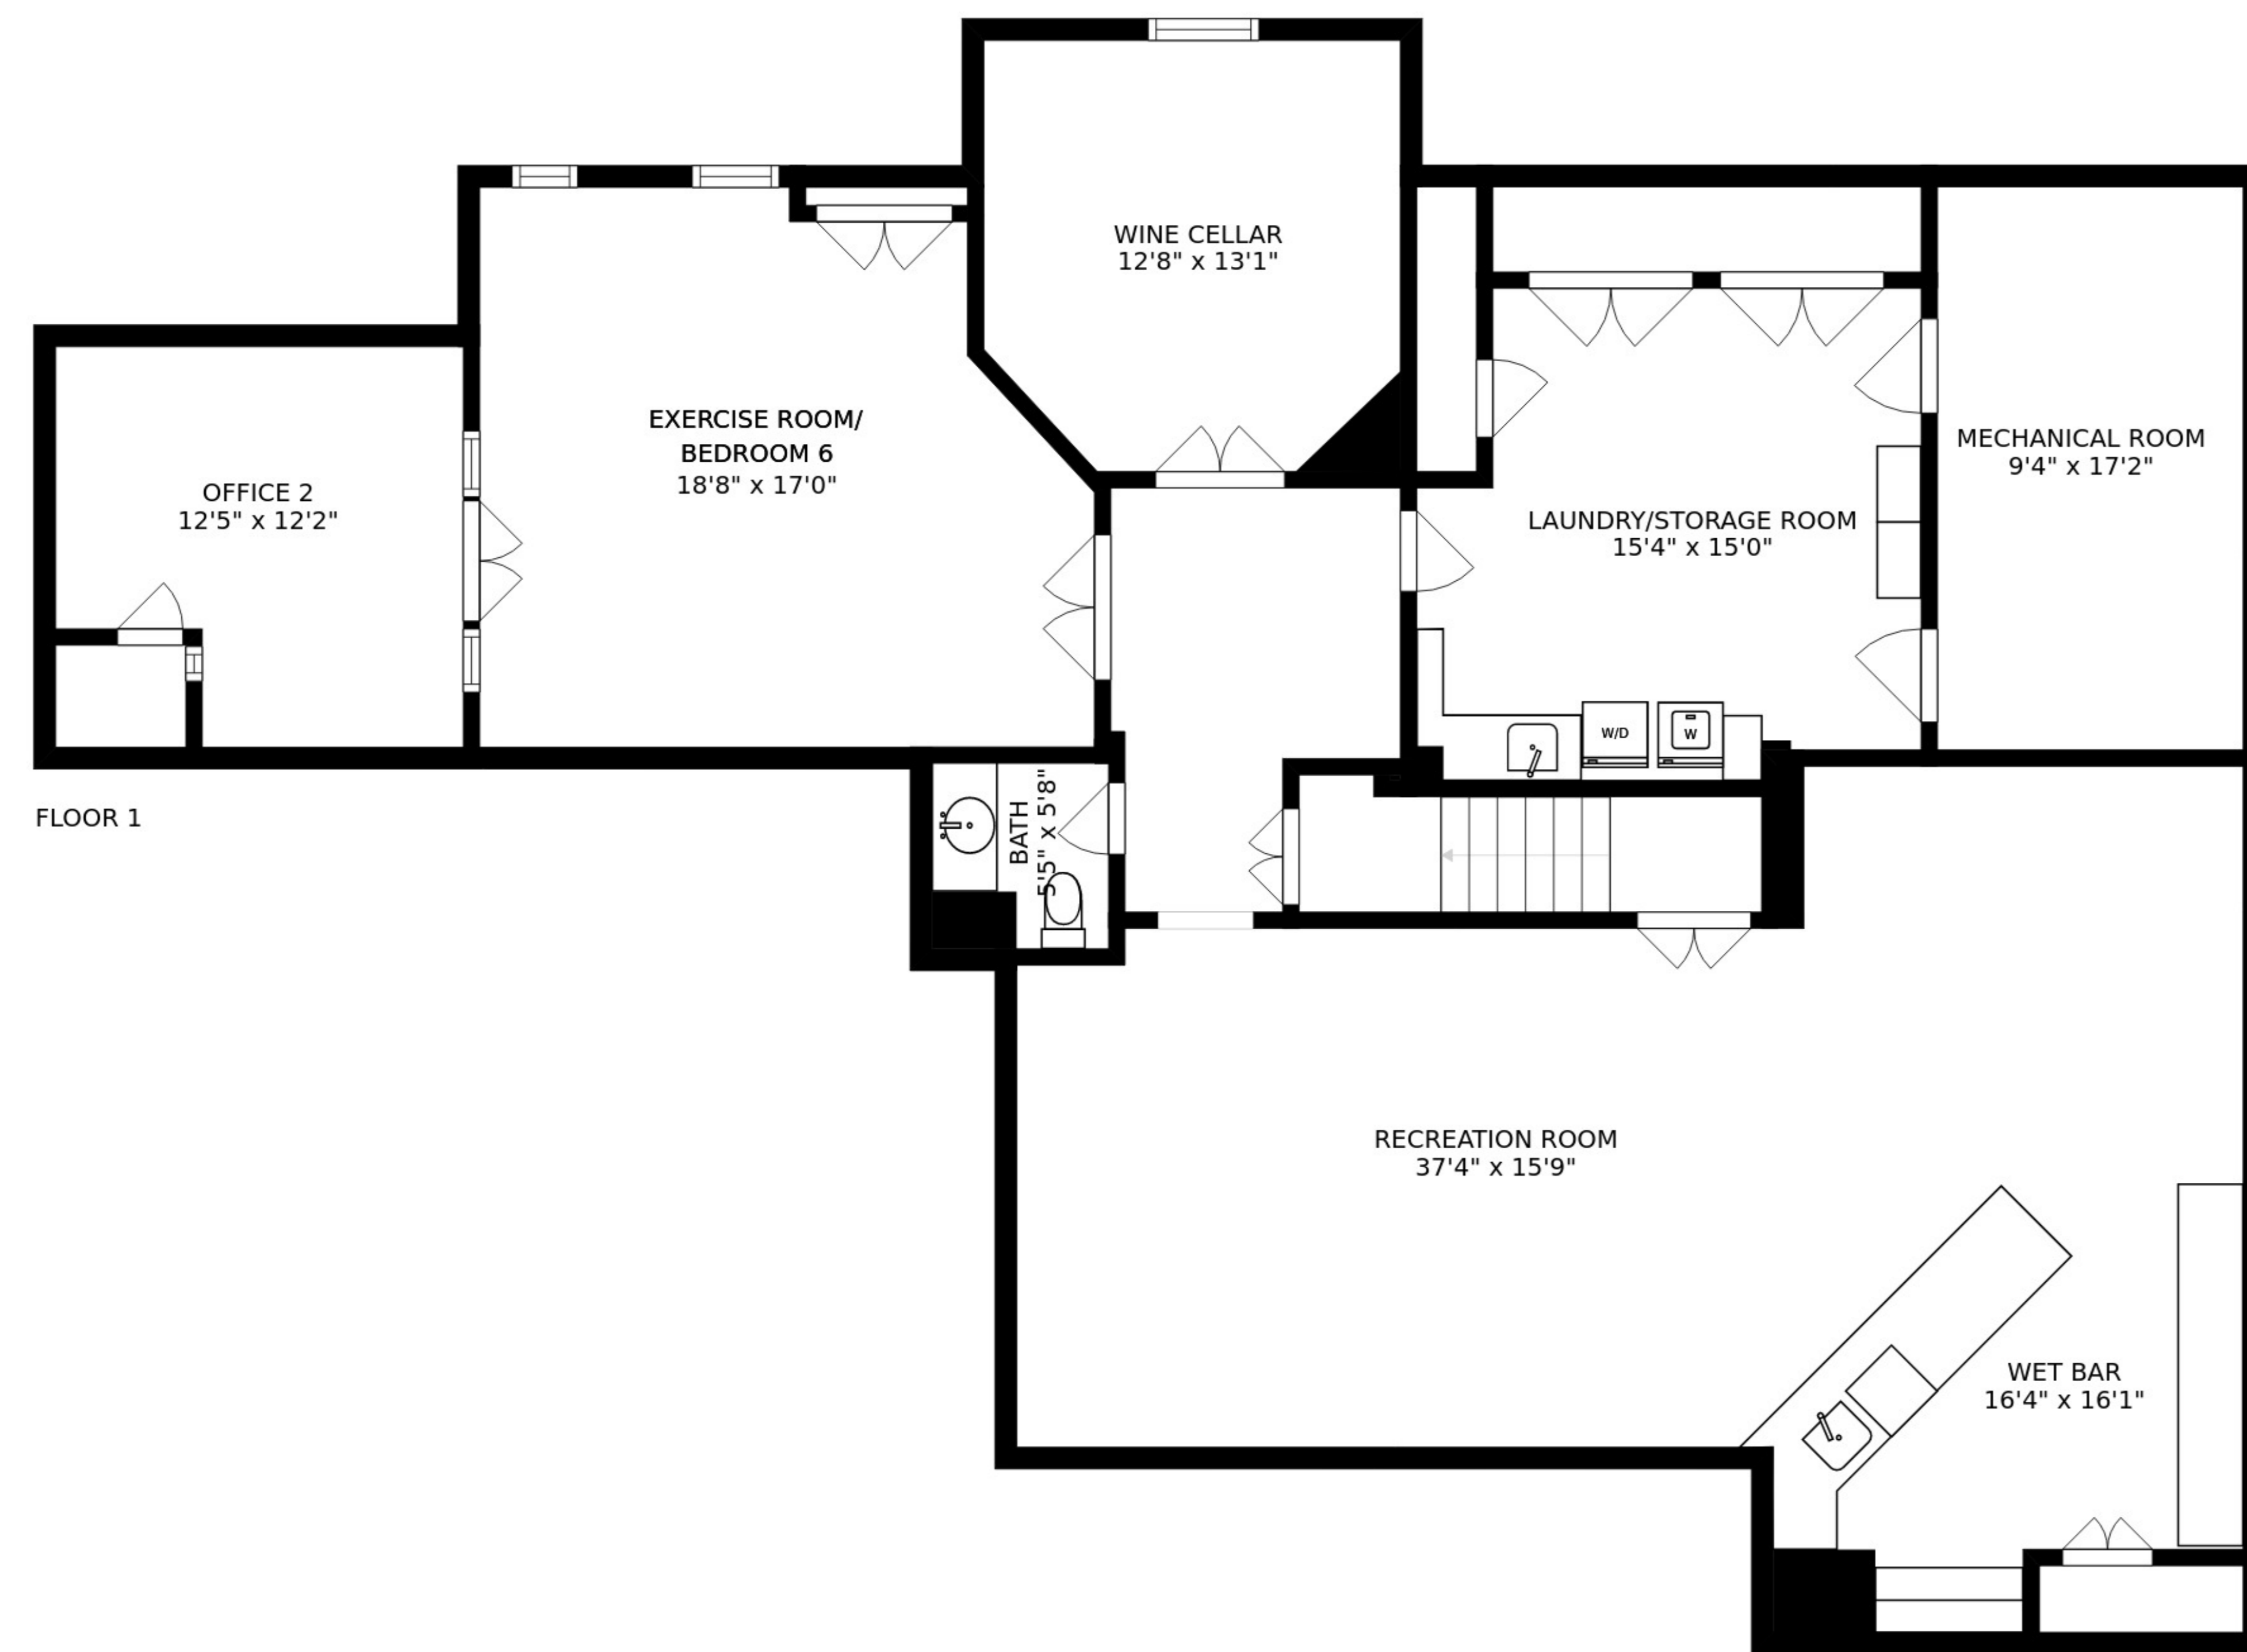 WINE CELLAR
12'8" x 13'1"
EXERCISE ROOM/
BEDROOM 6
18'8" x 17'0"
OFFICE 2
12'5" x 12'2"
MECHANICAL ROOM
9'4" x 17'2"
LAUNDRY/STORAGE ROOM
15'4" x 15'0"
W/D
W
FLOOR 1
BATH
5'5" x 5'8"
RECREATION ROOM
37'4" x 15'9"
WET BAR
16'4" x 16'1"